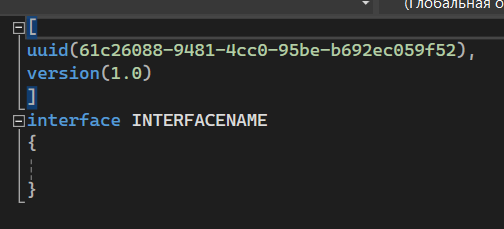 (Глобальная о
[
uuid(61c26088-9481-4cc0-95be-b692ec059f52),
version(1.0)
]
interface INTERFACENAME
{
}